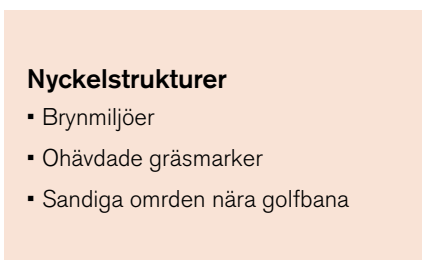 Nyckelstrukturer
▪ Brynmiljöer
▪ Ohävdade gräsmarker
▪ Sandiga omrden nära golfbana